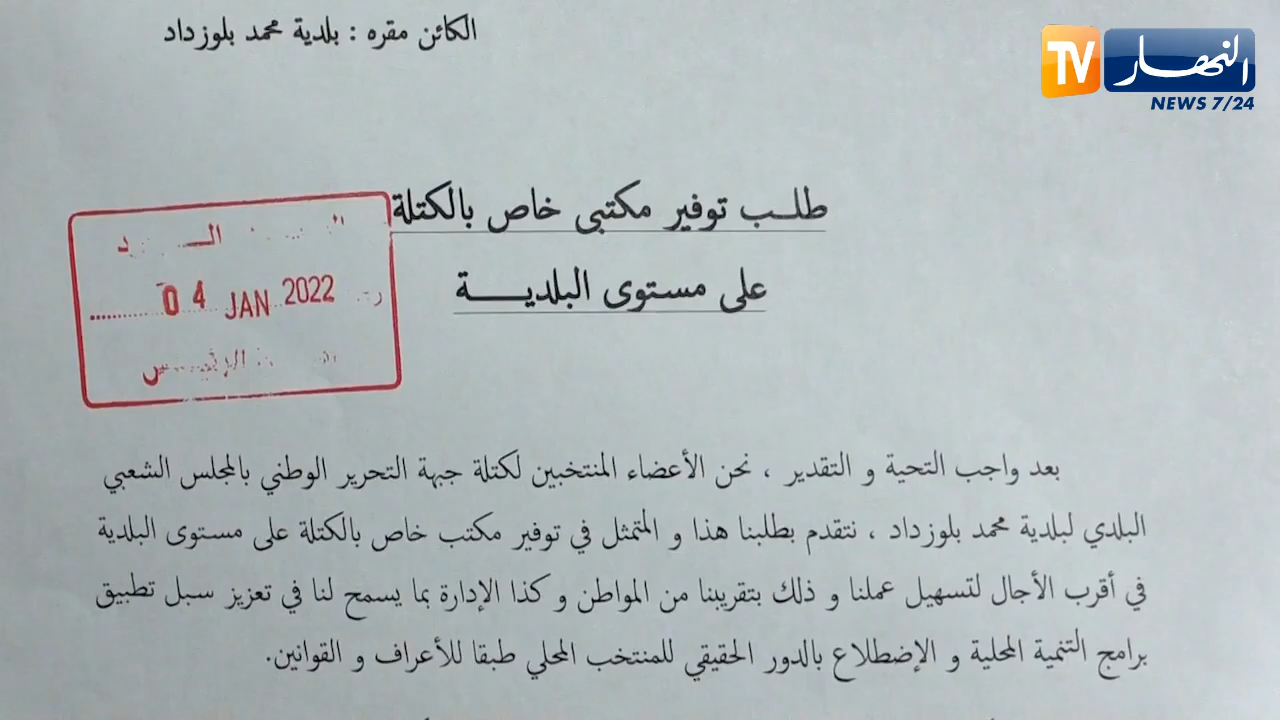 الكائن مقره : بلدية محمد بلوزداد
النهار TV
NEWS 7/24
طلــب توفير مكتبى خاص بالكتلة
على مستوى البلديـــــة
04 JAN 2022
بعد واجب التحية و التقدير ، نحن الأعضاء المنتخبين لكتلة جبهة التحرير الوطني بالمجلس الشعبي
البلدي لبلدية محمد بلوزداد ، نتقدم بطلبنا هذا و المتمثل في توفير مكتب خاص بالكتلة على مستوى البلدية
في أقرب الأجال لتسهيل عملنا و ذلك بتقريبنا من المواطن و كذا الإدارة بما يسمح لنا في تعزيز سبل تطبيق
برامج التنمية المحلية و الإضطلاع بالدور الحقيقي للمنتخب المحلي طبقا للأعراف و القوانين.